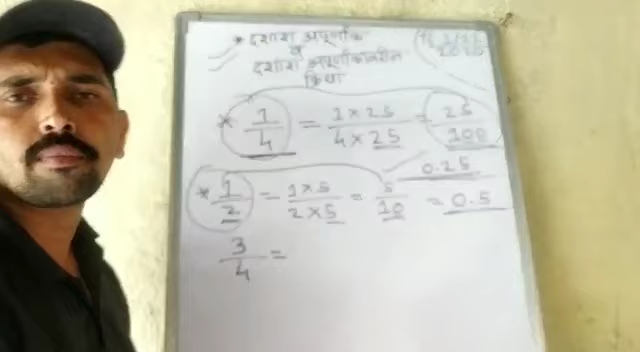 * दशांश अपूर्णांक
व
दशांश अपूर्णांकावरील
क्रिया
* 1/4 = 1 × 25 / 4 × 25 = 25 / 100
0.25
* 1/2 = 1 × 5 / 2 × 5 = 5 / 10 = 0.5
3/4 =